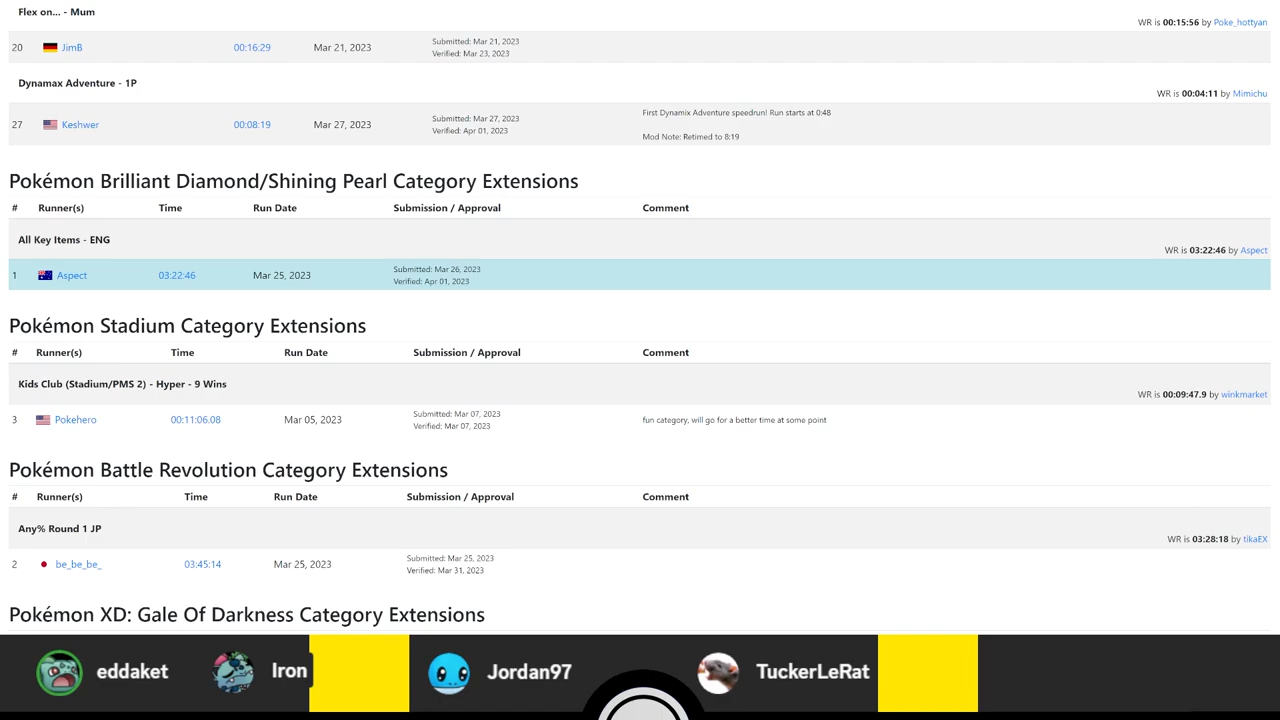 Flex on... - Mum
WR is 00:15:56 by Poke_hottyan
20 JimB 00:16:29 Mar 21, 2023 Submitted: Mar 21, 2023
Verified: Mar 23, 2023
Dynamax Adventure - 1P
WR is 00:04:11 by Mimichu
27 Keshwer 00:08:19 Mar 27, 2023 Submitted: Mar 27, 2023
Verified: Apr 01, 2023
First Dynamix Adventure speedrun! Run starts at 0:48
Mod Note: Retimed to 8:19
Pokémon Brilliant Diamond/Shining Pearl Category Extensions
# Runner(s) Time Run Date Submission / Approval Comment
All Key Items - ENG
WR is 03:22:46 by Aspect
1 Aspect 03:22:46 Mar 25, 2023 Submitted: Mar 26, 2023
Verified: Apr 01, 2023
Pokémon Stadium Category Extensions
# Runner(s) Time Run Date Submission / Approval Comment
Kids Club (Stadium/PMS 2) - Hyper - 9 Wins
WR is 00:09:47.9 by winkmarket
3 Pokehero 00:11:06.08 Mar 05, 2023 Submitted: Mar 07, 2023
Verified: Mar 07, 2023
fun category, will go for a better time at some point
Pokémon Battle Revolution Category Extensions
# Runner(s) Time Run Date Submission / Approval Comment
Any% Round 1 JP
WR is 03:28:18 by tikaEX
2 be_be_be_ 03:45:14 Mar 25, 2023 Submitted: Mar 25, 2023
Verified: Mar 31, 2023
Pokémon XD: Gale Of Darkness Category Extensions
eddaket Iron Jordan97 TuckerLeRat